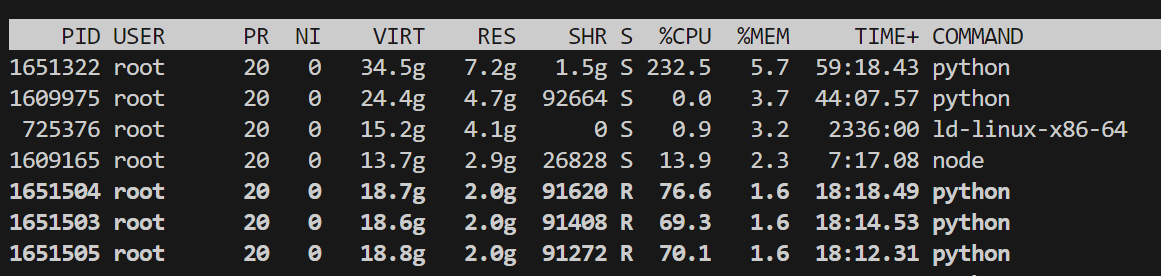 PID USER PR NI VIRT RES SHR S %CPU %MEM TIME+ COMMAND
1651322 root 20 0 34.5g 7.2g 1.5g S 232.5 5.7 59:18.43 python
1609975 root 20 0 24.4g 4.7g 92664 S 0.0 3.7 44:07.57 python
725376 root 20 0 15.2g 4.1g 0 S 0.9 3.2 2336:00 ld-linux-x86-64
1609165 root 20 0 13.7g 2.9g 26828 S 13.9 2.3 7:17.08 node
1651504 root 20 0 18.7g 2.0g 91620 R 76.6 1.6 18:18.49 python
1651503 root 20 0 18.6g 2.0g 91408 R 69.3 1.6 18:14.53 python
1651505 root 20 0 18.8g 2.0g 91272 R 70.1 1.6 18:12.31 python